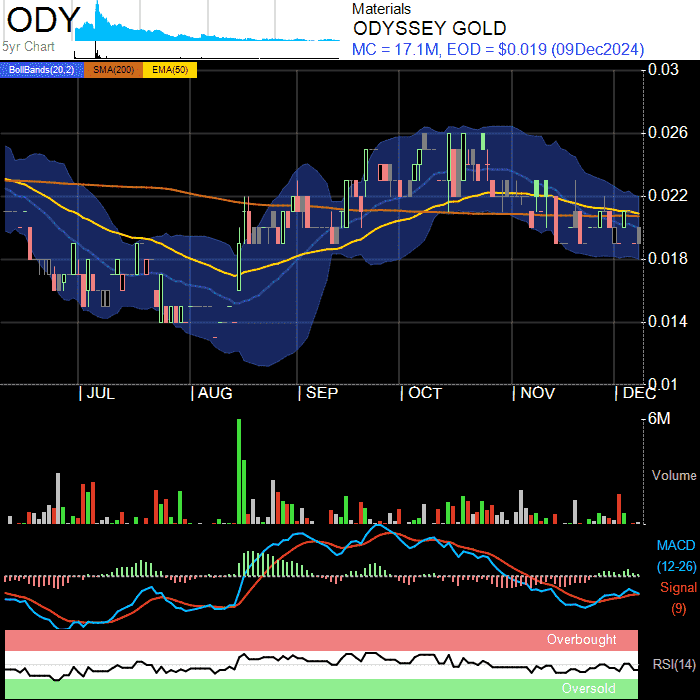 ODY
5yr Chart
Materials
ODYSSEY GOLD
MC = 17.1M, EOD = $0.019 (09Dec2024)
BollBands(20,2) SMA(200) EMA(50)
0.03
0.026
0.022
0.018
0.014
0.01
JUL AUG SEP OCT NOV DEC
6M
Volume
MACD
(12-26)
Signal
(9)
Overbought
RSI(14)
Oversold